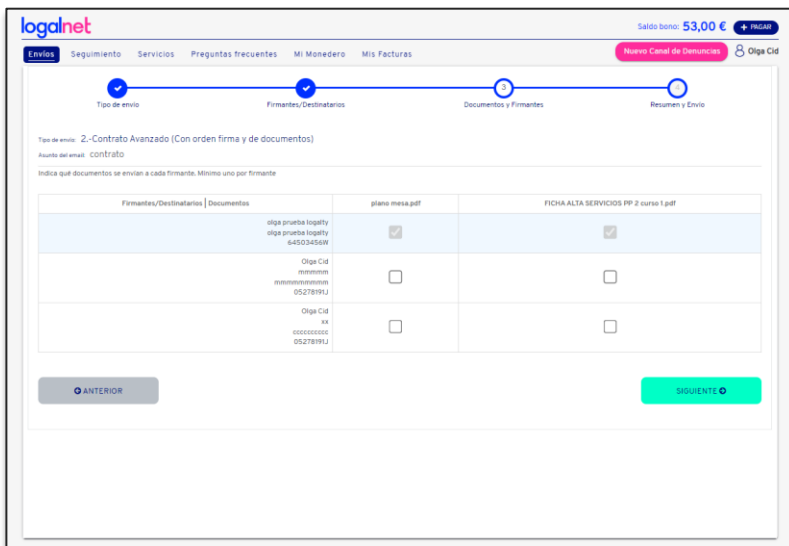 logalnet
Saldo bono: 53,00 € + PAGAR
Envíos Seguimiento Servicios Preguntas frecuentes Mi Monedero Mis Facturas Nuevo Canal de Denuncias Olga Cid
3 4
Tipo de envío Firmantes/Destinatarios Documentos y Firmantes Resumen y Envío
Tipo de envío: 2.-Contrato Avanzado (Con orden firma y de documentos)
Asunto del email: contrato
Indica qué documentos se envían a cada firmante. Mínimo uno por firmante
Firmantes/Destinatarios | Documentos plano mesa.pdf FICHA ALTA SERVICIOS PP 2 curso 1.pdf
olga prueba logalty
olga prueba logalty
64503456W
Olga Cid
mmmmm
mmmmmmmmm
05278191J
Olga Cid
xx
cccccccccc
05278191J
ANTERIOR SIGUIENTE